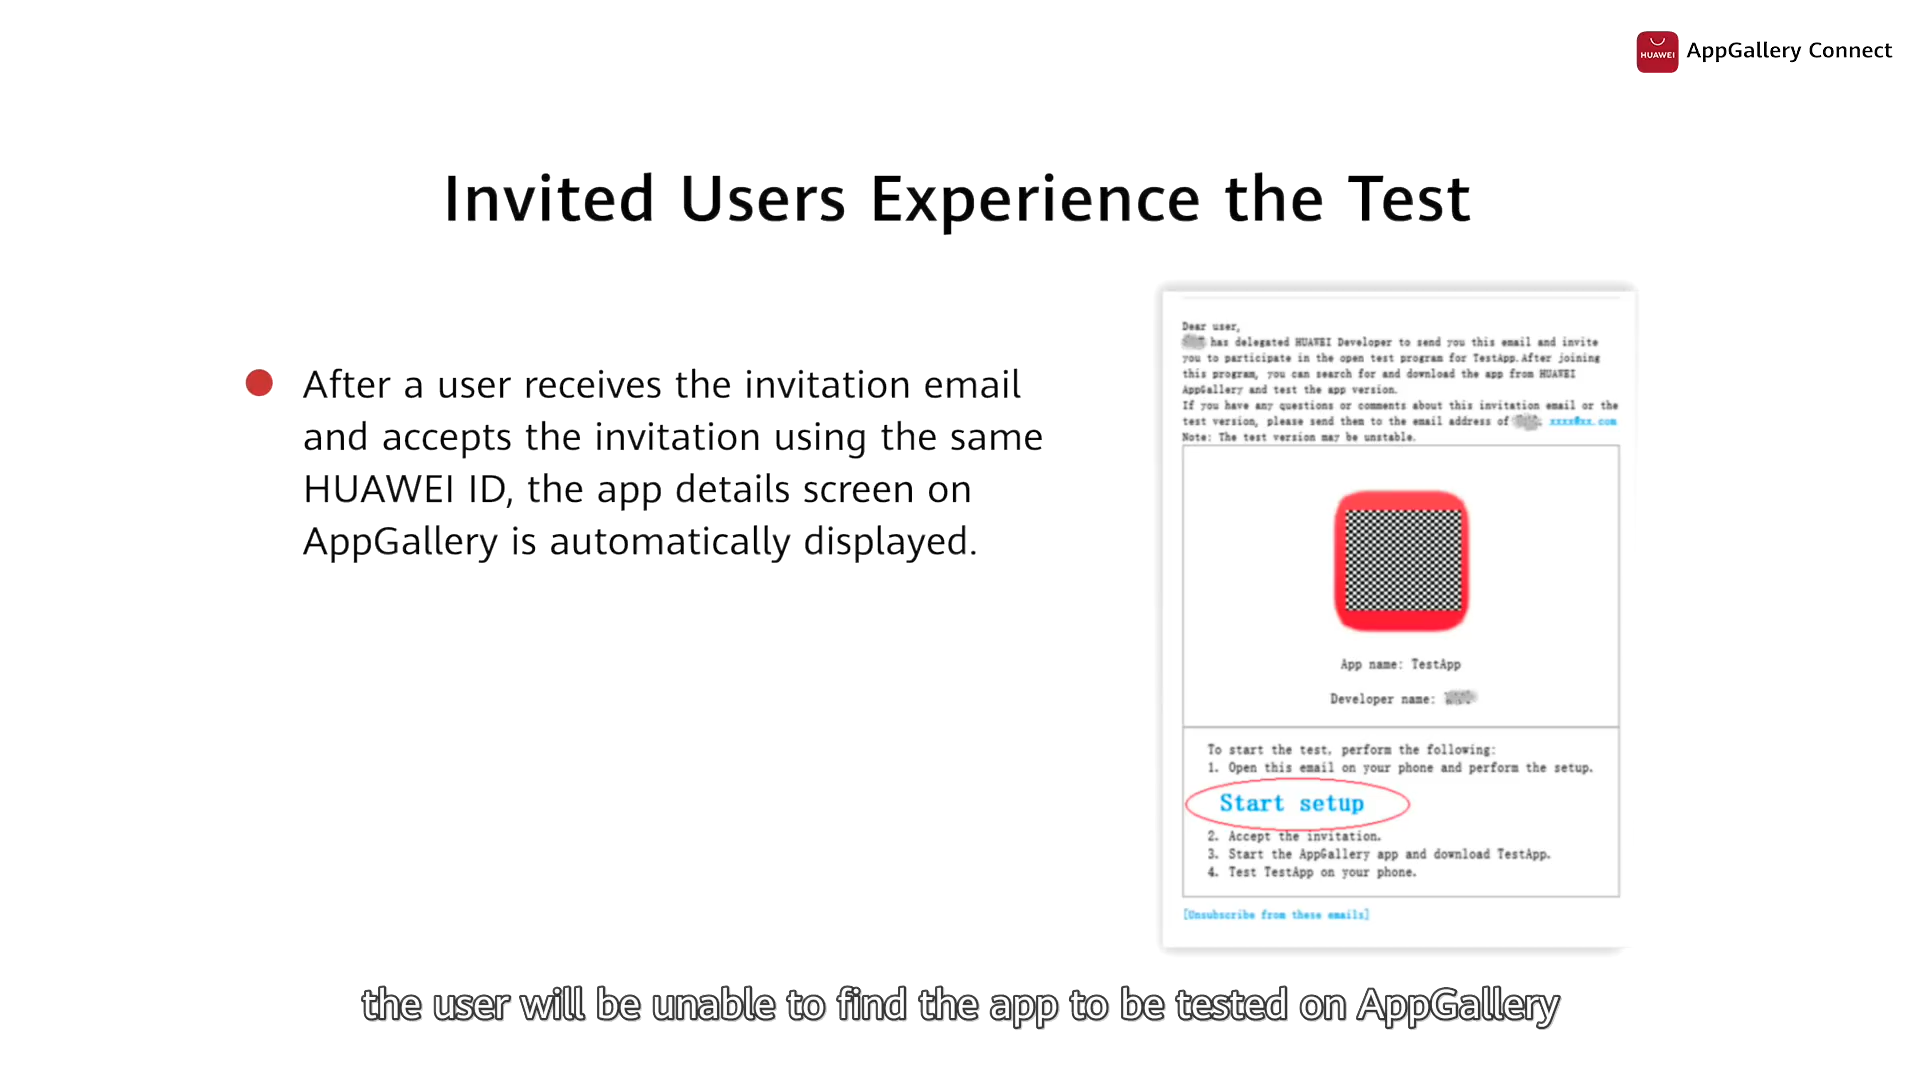 HUAWEI
AppGallery Connect
Invited Users Experience the Test
After a user receives the invitation email
and accepts the invitation using the same
HUAWEI ID, the app details screen on
AppGallery is automatically displayed.
Dear user,
has delegated HUAWEI Developer to send you this email and invite
you to participate in the open test program for TestApp.After joining
this program, you can search for and download the app from HUAWEI
AppGallery and test the app version.
If you have any questions or comments about this invitation email or the
test version, please send them to the email address of xxxx@xx.com
Note: The test version may be unstable.
App name: TestApp
Developer name:
To start the test, perform the following:
1. Open this email on your phone and perform the setup.
Start setup
2. Accept the invitation.
3. Start the AppGallery app and download TestApp.
4. Test TestApp on your phone.
[Unsubscribe from these emails]
the user will be unable to find the app to be tested on AppGallery